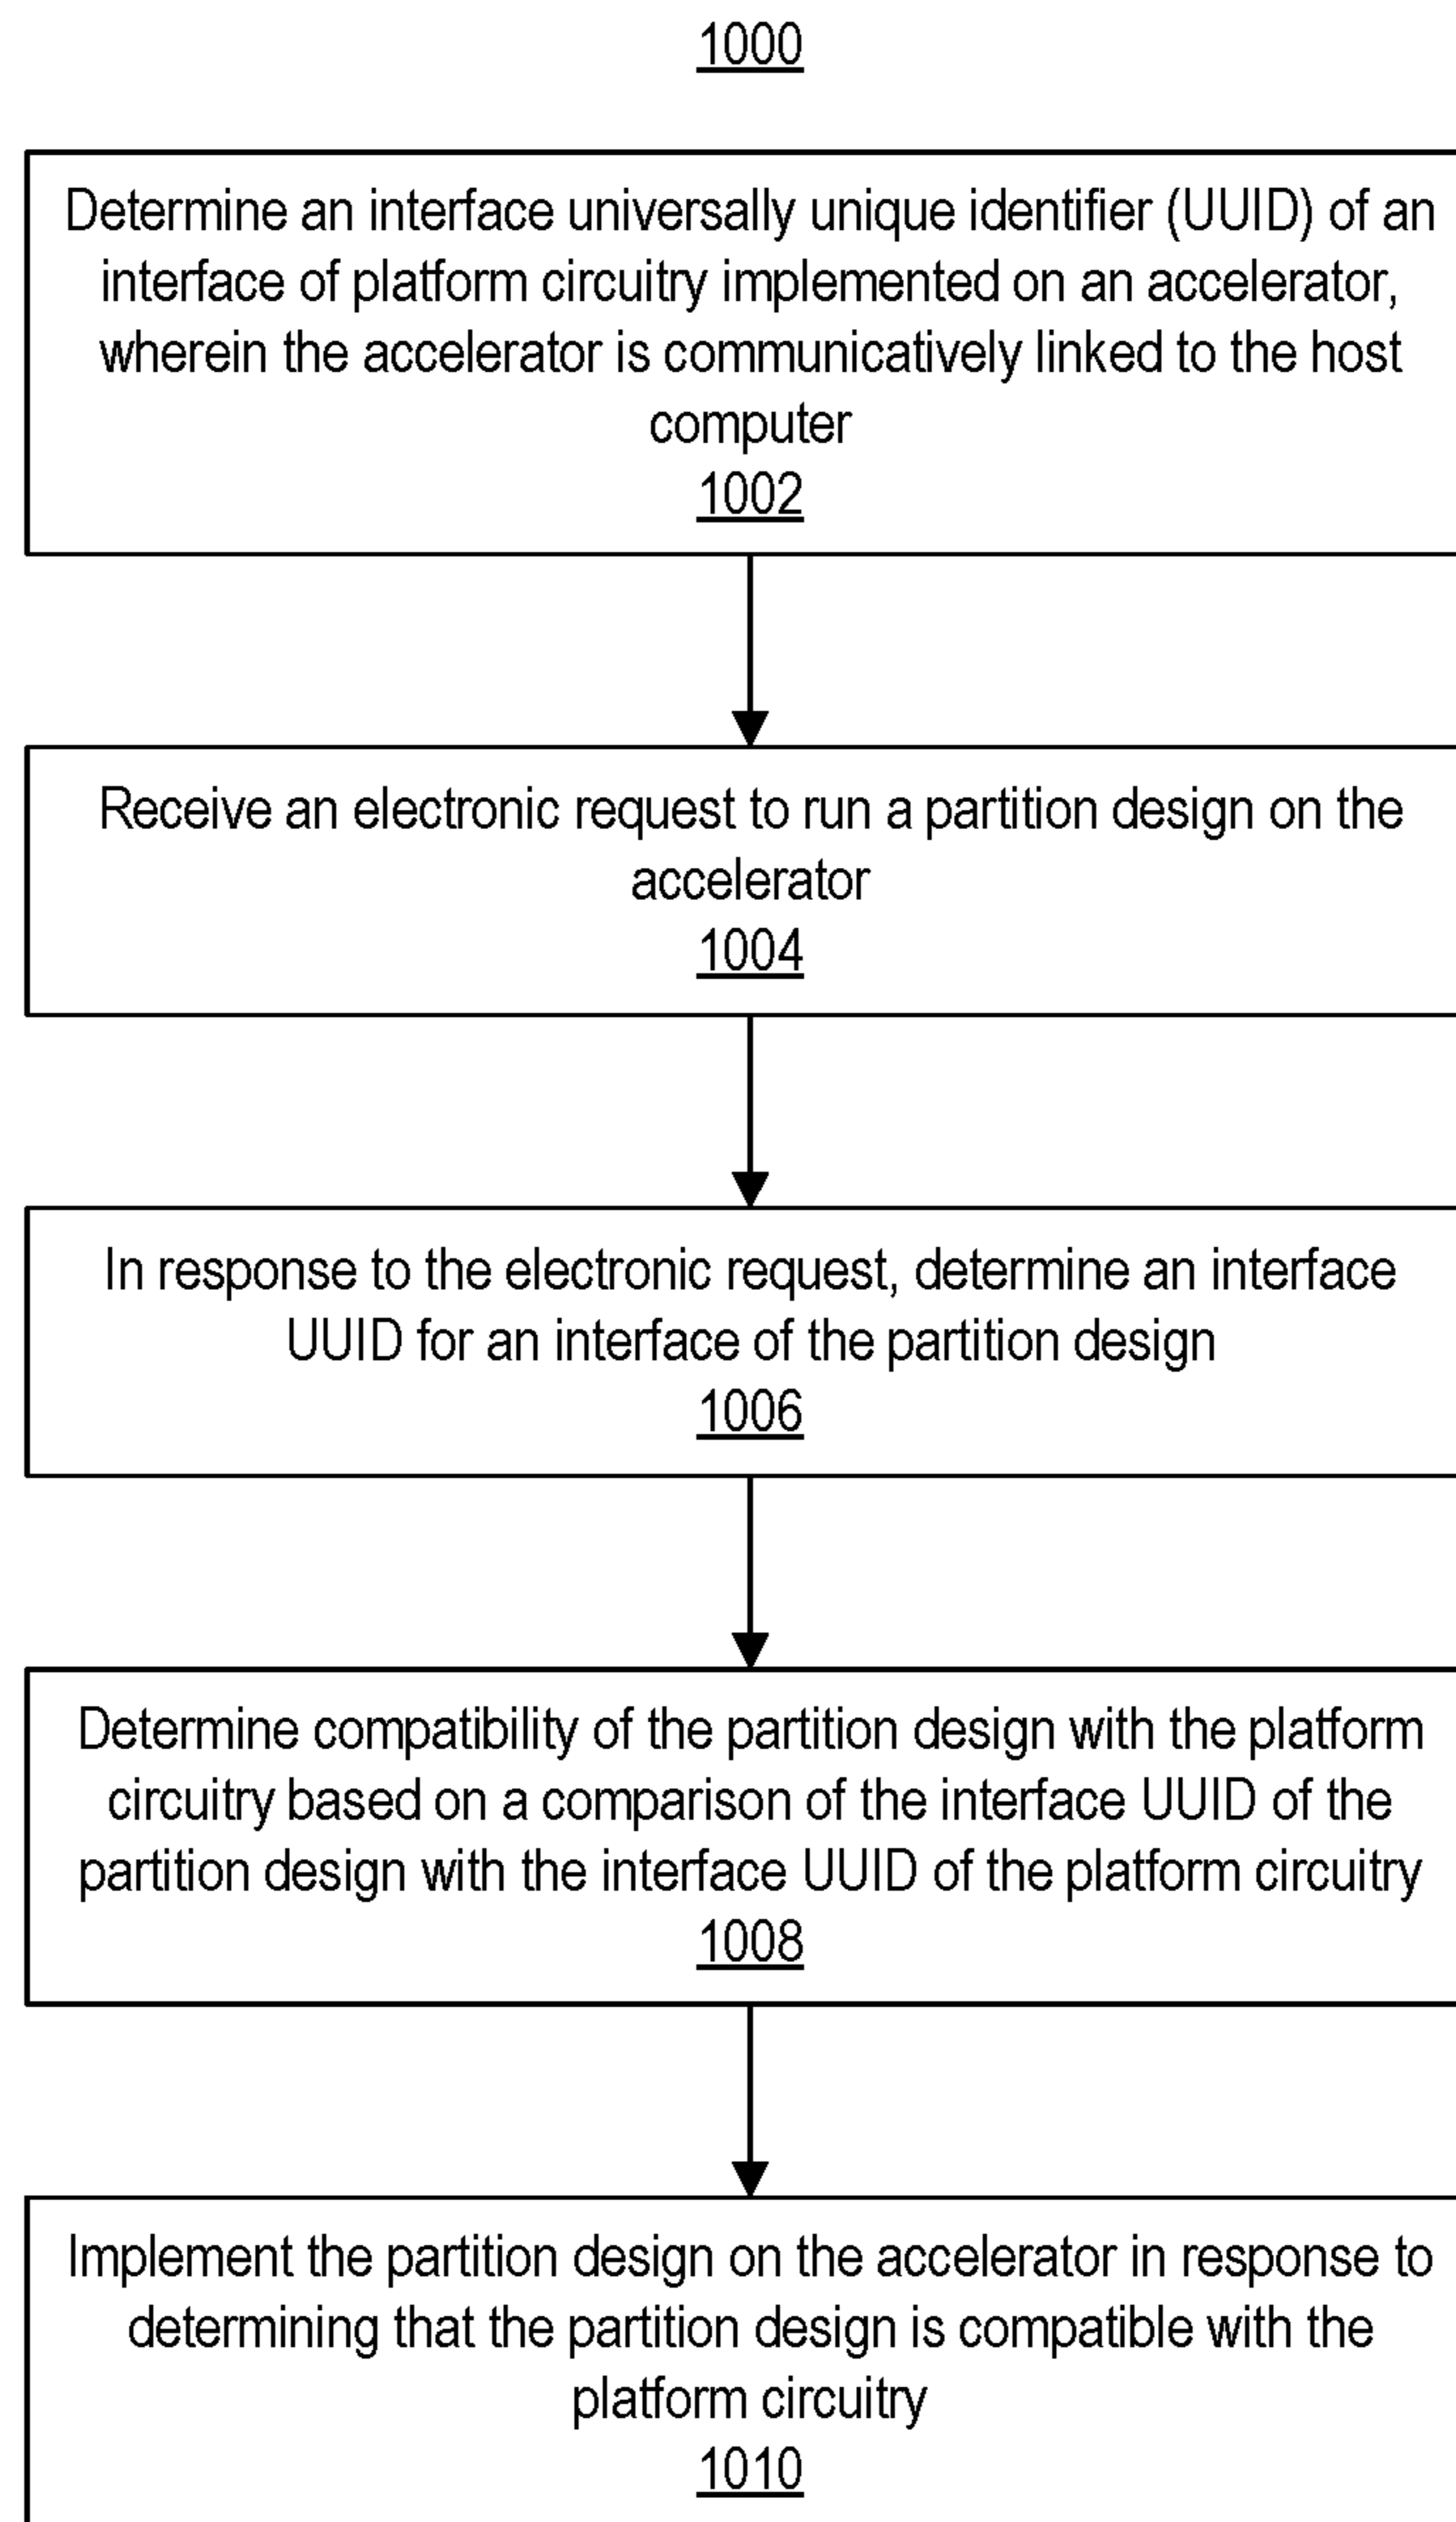 1000
Determine an interface universally unique identifier (UUID) of an
interface of platform circuitry implemented on an accelerator,
wherein the accelerator is communicatively linked to the host
computer
1002
Receive an electronic request to run a partition design on the
accelerator
1004
In response to the electronic request, determine an interface
UUID for an interface of the partition design
1006
Determine compatibility of the partition design with the platform
circuitry based on a comparison of the interface UUID of the
partition design with the interface UUID of the platform circuitry
1008
Implement the partition design on the accelerator in response to
determining that the partition design is compatible with the
platform circuitry
1010